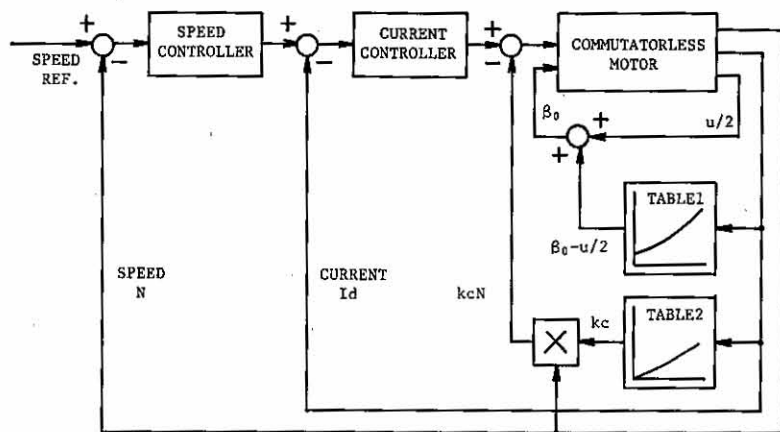 +
SPEED
CONTROLLER
+
CURRENT
CONTROLLER
+
COMMUTATORLESS
MOTOR
−
−
−
SPEED
REF.
β₀
+
u/2
+
TABLE1
β₀-u/2
SPEED
N
CURRENT
Id
kcN
kc
TABLE2
×